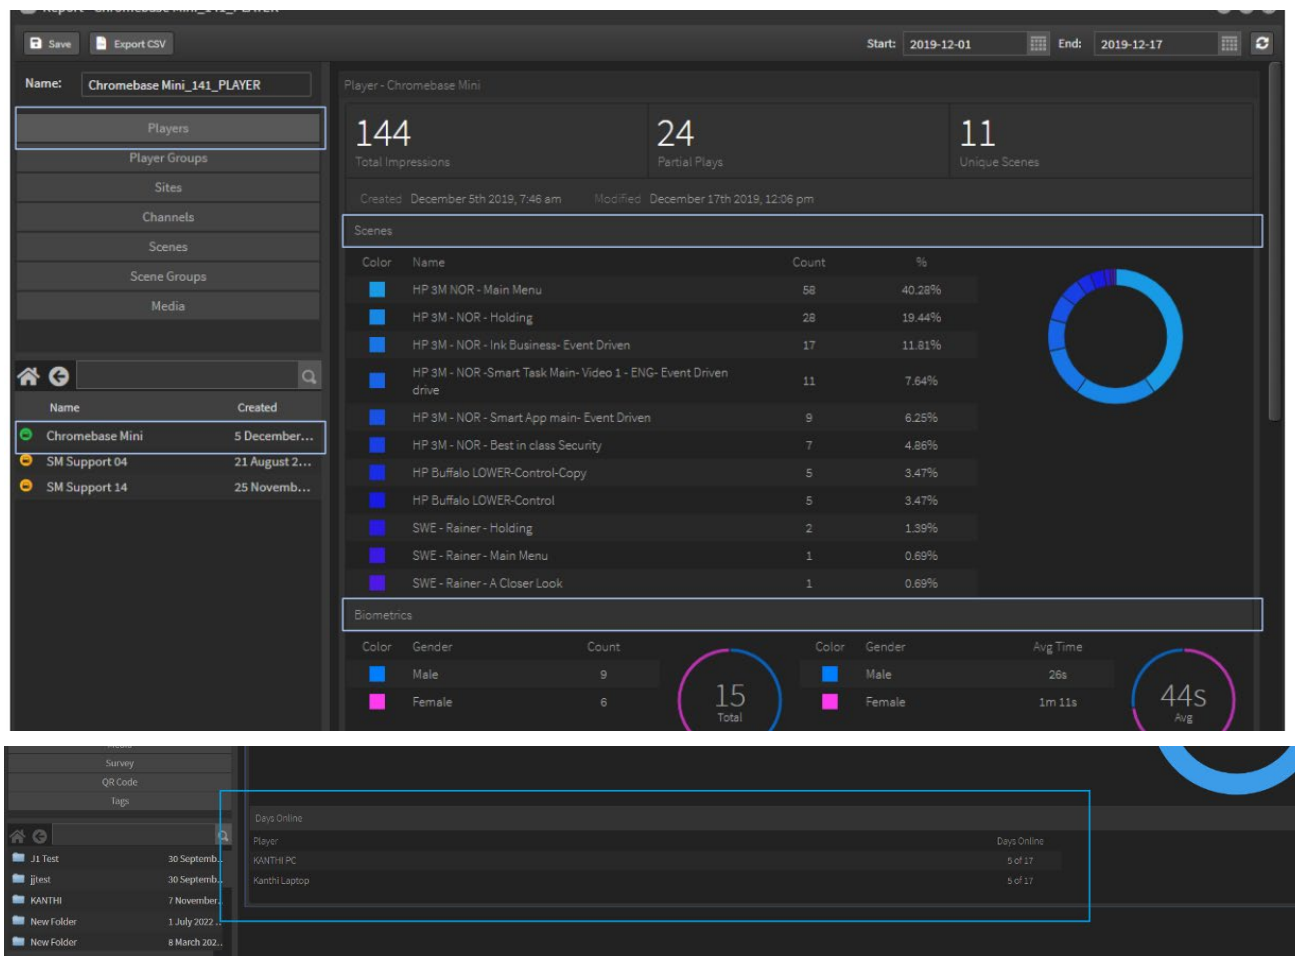 Report - Chromebase Mini_141_PLAYER
Save Export CSV Start: 2019-12-01 End: 2019-12-17
Name: Chromebase Mini_141_PLAYER
Players
Player Groups
Sites
Channels
Scenes
Scene Groups
Media
Name Created
Chromebase Mini 5 December...
SM Support 04 21 August 2...
SM Support 14 25 Novemb...
Player - Chromebase Mini
144 24 11
Total Impressions Partial Plays Unique Scenes
Created December 5th 2019, 7:46 am Modified December 17th 2019, 12:06 pm
Scenes
Color Name Count %
HP 3M NOR - Main Menu 58 40.28%
HP 3M - NOR - Holding 28 19.44%
HP 3M - NOR - Ink Business- Event Driven 17 11.81%
HP 3M - NOR -Smart Task Main- Video 1 - ENG- Event Driven
drive 11 7.64%
HP 3M - NOR - Smart App main- Event Driven 9 6.25%
HP 3M - NOR - Best in class Security 7 4.86%
HP Buffalo LOWER-Control-Copy 5 3.47%
HP Buffalo LOWER-Control 5 3.47%
SWE - Rainer - Holding 2 1.39%
SWE - Rainer - Main Menu 1 0.69%
SWE - Rainer - A Closer Look 1 0.69%
Biometrics
Color Gender Count Color Gender Avg Time
Male 9 Male 26s
Female 6 Female 1m 11s
15 44s
Total Avg
Media
Survey
QR Code
Tags
J1 Test 30 Septemb...
jjtest 30 Septemb...
KANTHI 7 November...
New Folder 1 July 2022 ...
New Folder 8 March 202...
Days Online
Player Days Online
KANTHI PC 5 of 17
Kanthi Laptop 5 of 17